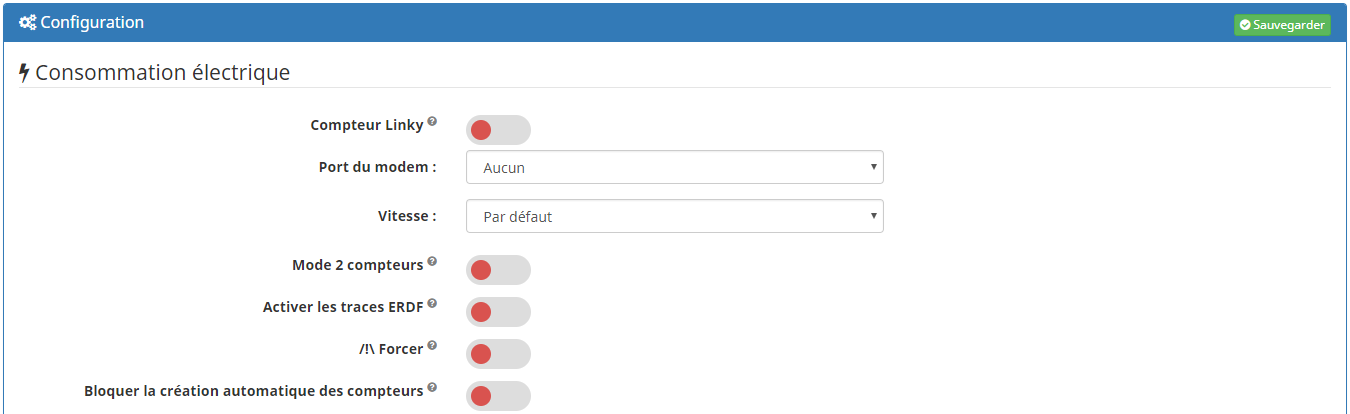 Configuration
Sauvegarder
Consommation électrique
Compteur Linky ?
Port du modem : Aucun
Vitesse : Par défaut
Mode 2 compteurs ?
Activer les traces ERDF ?
/!\ Forcer ?
Bloquer la création automatique des compteurs ?